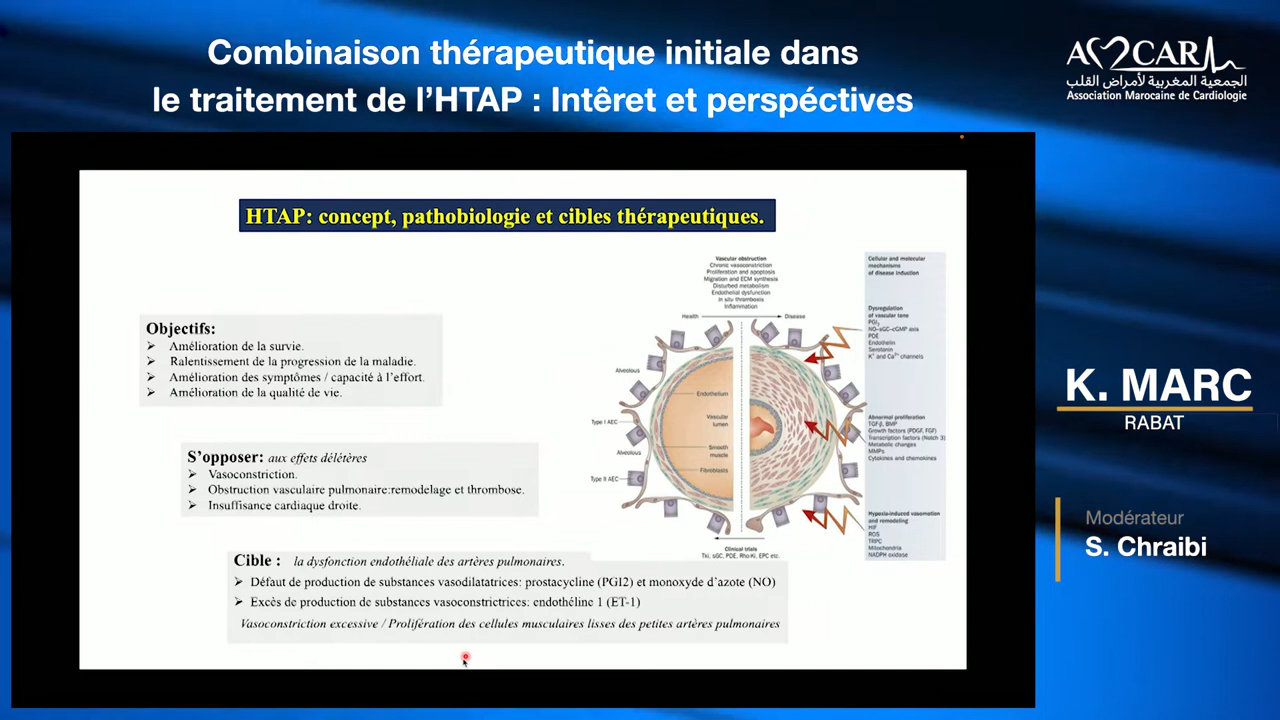 Combinaison thérapeutique initiale dans
le traitement de l'HTAP : Intêret et perspéctives
الجمعية المغربية لأمراض القلب
Association Marocaine de Cardiologie
HTAP: concept, pathobiologie et cibles thérapeutiques.
Objectifs:
➢ Amélioration de la survie.
➢ Ralentissement de la progression de la maladie.
➢ Amélioration des symptômes / capacité à l'effort.
➢ Amélioration de la qualité de vie.
S'opposer: aux effets délétères
➢ Vasoconstriction.
➢ Obstruction vasculaire pulmonaire:remodelage et thrombose.
➢ Insuffisance cardiaque droite.
Cible : la dysfonction endothéliale des artères pulmonaires.
➢ Défaut de production de substances vasodilatatrices: prostacycline (PGI2) et monoxyde d'azote (NO)
➢ Excès de production de substances vasoconstrictrices: endothéline 1 (ET-1)
Vasoconstriction excessive / Prolifération des cellules musculaires lisses des petites artères pulmonaires
Vascular obstruction
Chronic vasoconstriction
Proliferation and apoptosis
Migration and ECM synthesis
Disturbed metabolism
Endothelial dysfunction
In situ thrombosis
Inflammation
Health
Disease
Alveolous
Endothelium
Type I AEC
Vascular
lumen
Alveolous
Smooth
muscle
Fibroblasts
Type II AEC
Clinical trials
Tki, sGC, PDE, Rho-Ki, EPC etc.
Cellular and molecular
mechanisms
of disease induction
Dysregulation
of vascular tone
PGI₂
NO–sGC–cGMP axis
PDE
Endothelin
Serotonin
K⁺ and Ca²⁺ channels
Abnormal proliferation
TGF-β, BMP
Growth factors (PDGF, FGF)
Transcription factors (Notch 3)
Metabolic changes
MMPs
Cytokines and chemokines
Hypoxia-induced vasomotion
and remodeling
HIF
ROS
TRPC
Mitochondria
NADPH oxidase
K. MARC
RABAT
Modérateur
S. Chraibi